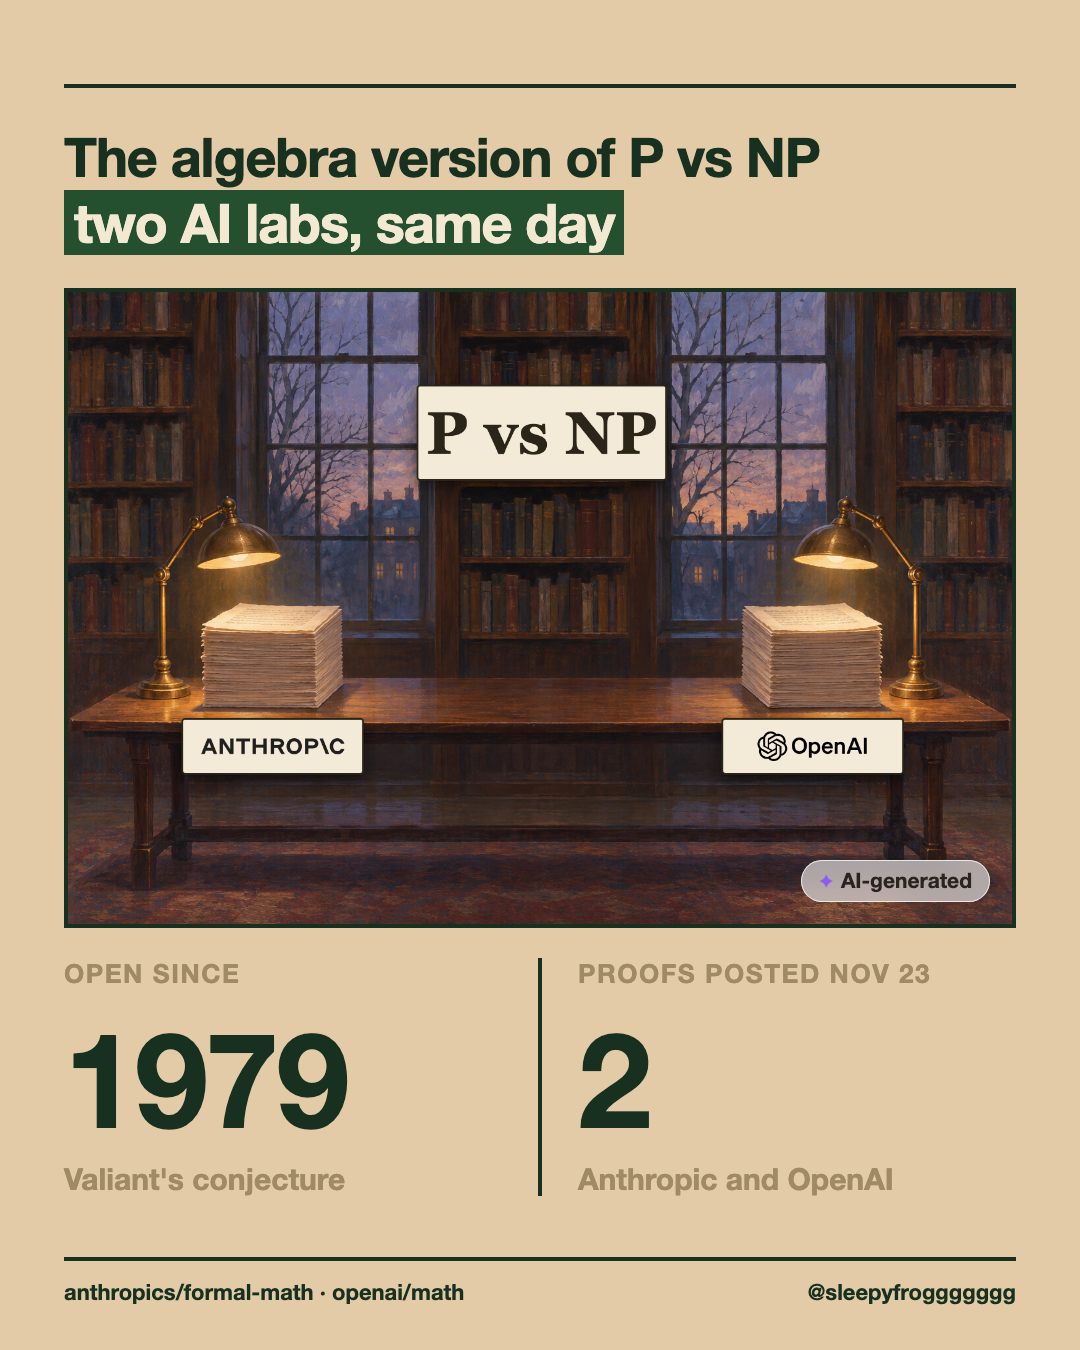 The algebra version of P vs NP
two AI labs, same day
P vs NP
ANTHROP\C
OpenAI
AI-generated
OPEN SINCE
1979
Valiant's conjecture
PROOFS POSTED NOV 23
2
Anthropic and OpenAI
anthropics/formal-math · openai/math
@sleepyfroggggggg